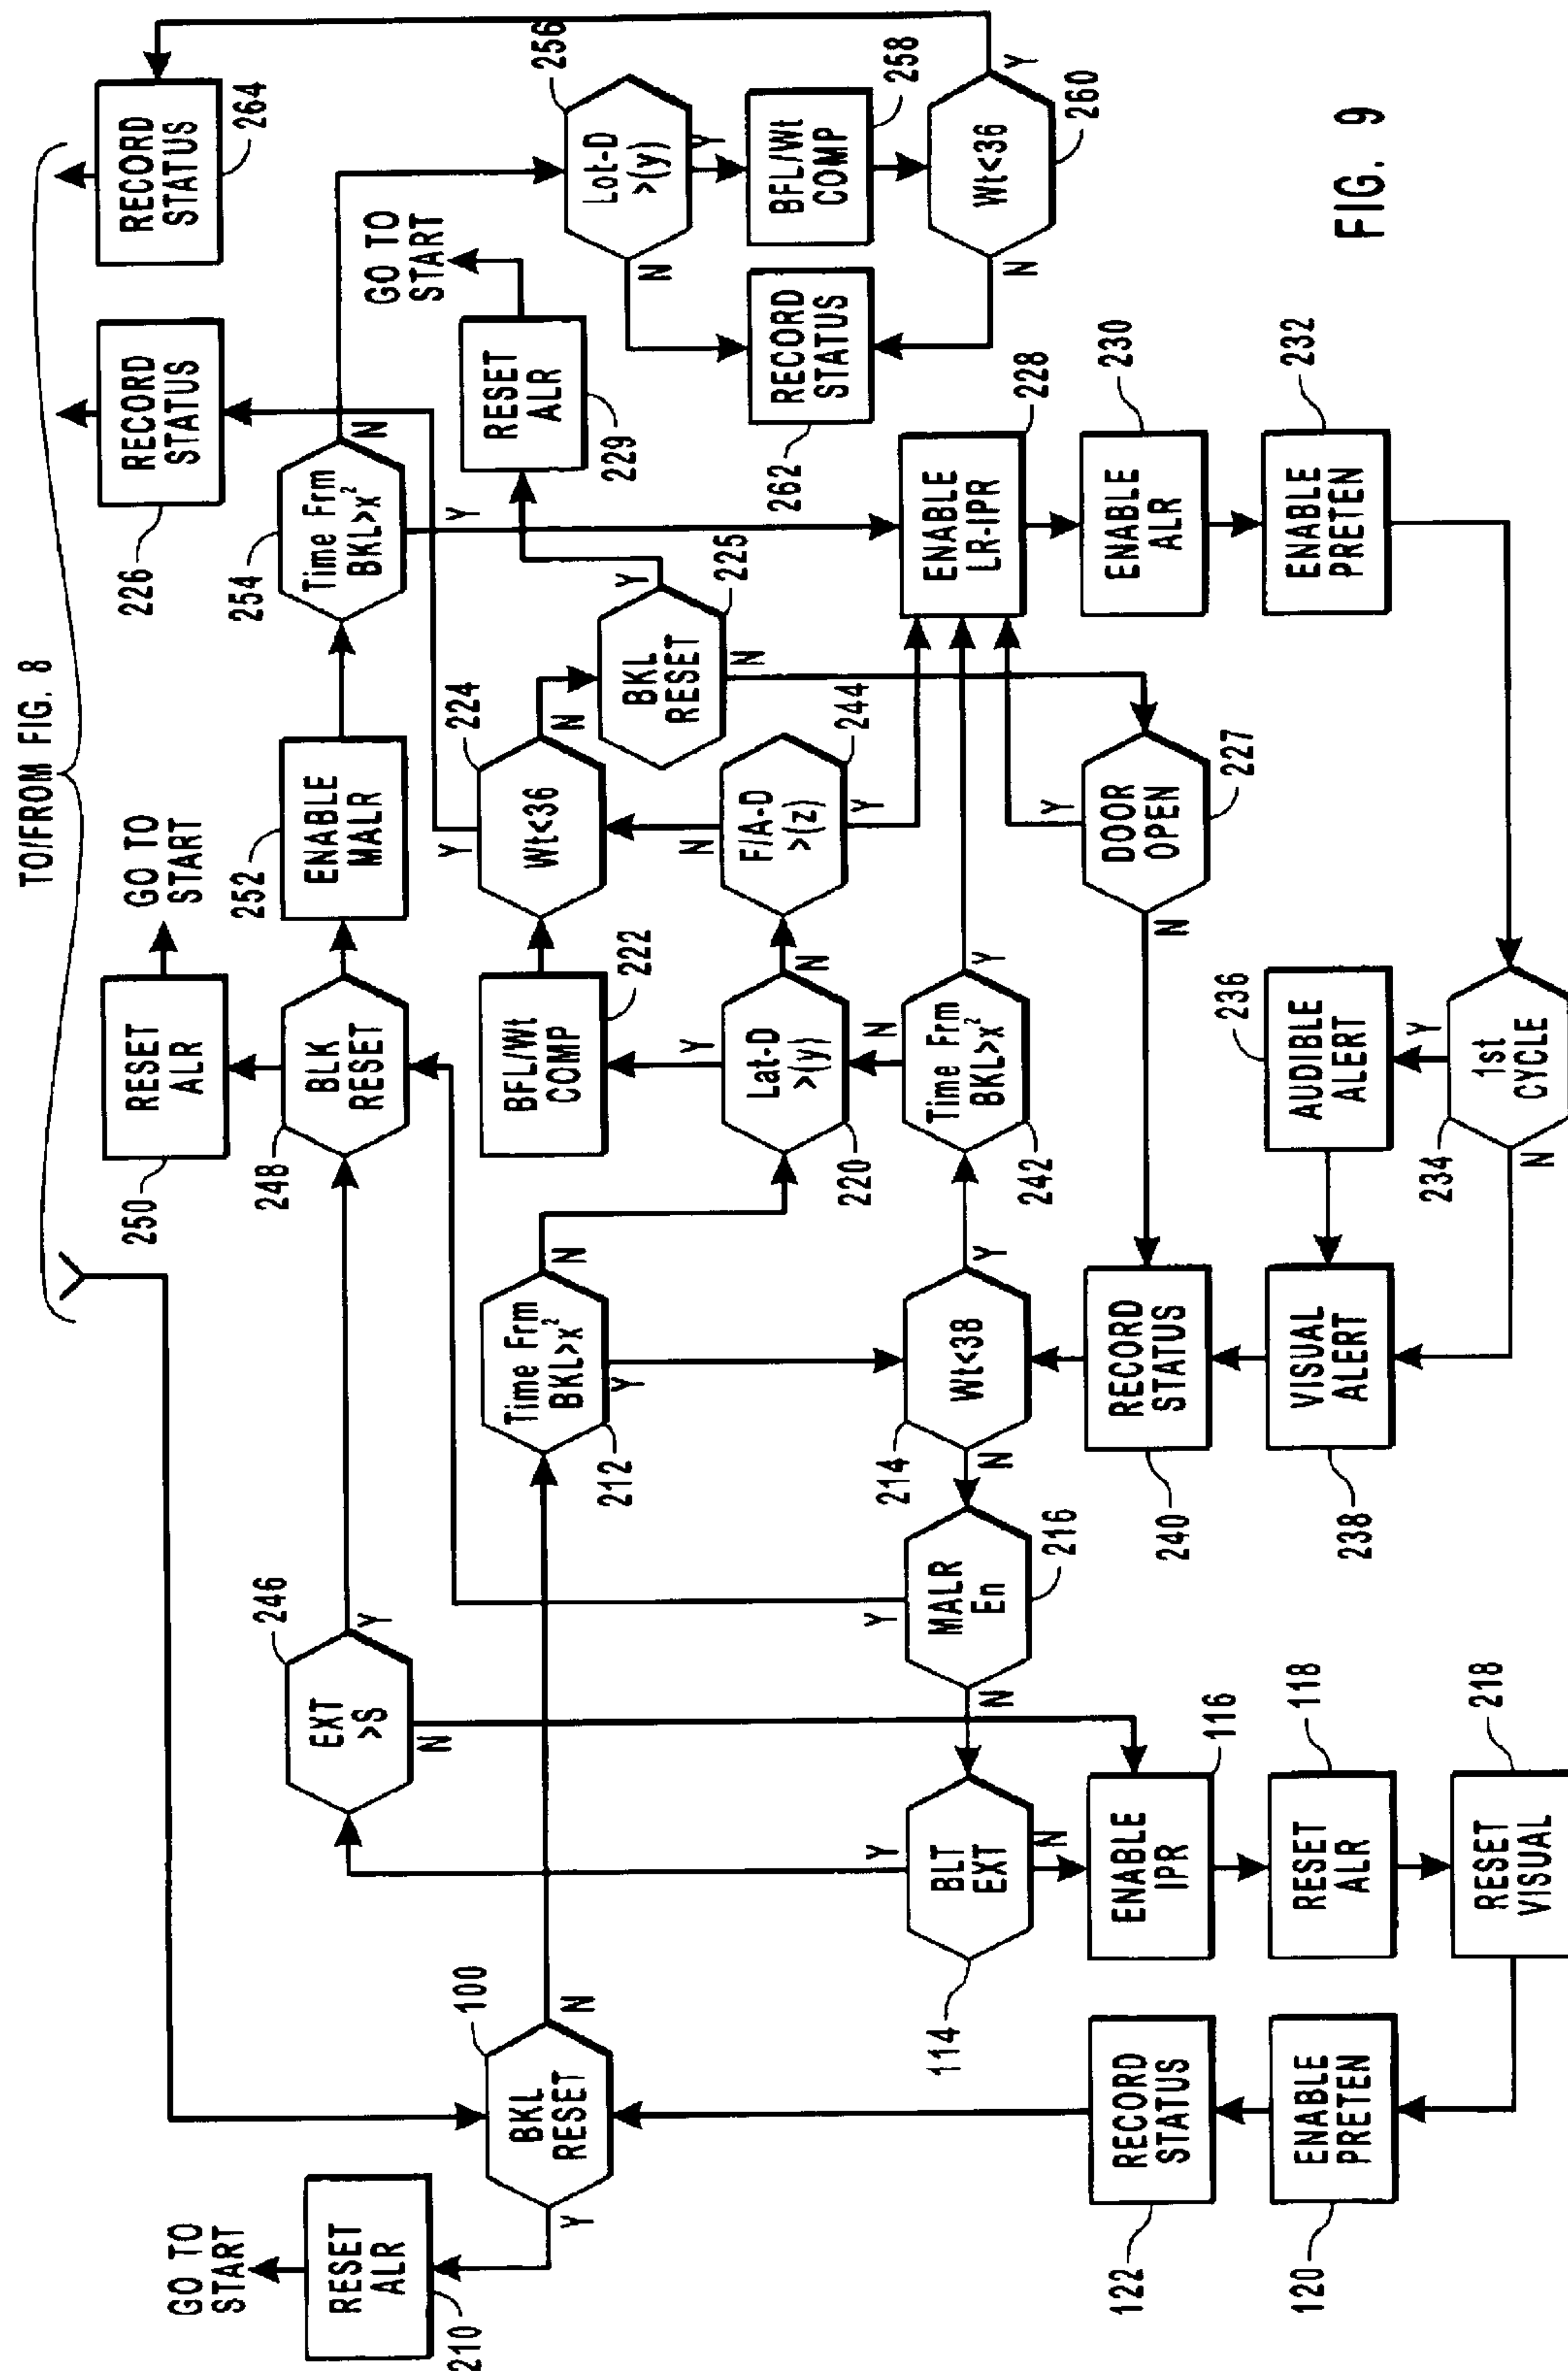 TO/FROM FIG. 8
GO TO
START
RESET
ALR
210
BKL
RESET
100
Y
N
RECORD
STATUS
122
ENABLE
PRETEN
120
EXT
>S
246
Y
N
BLT
EXT
114
Y
N
ENABLE
IPR
116
RESET
ALR
118
RESET
VISUAL
218
MALR
En
216
Y
N
Time Frm
BKL>x²
212
N
Y
Wt<38
214
Y
N
RECORD
STATUS
240
VISUAL
ALERT
238
GO TO
START
RESET
ALR
250
BLK
RESET
248
BFL/Wt
COMP
222
Lat-D
>(y)
220
Y
N
Time Frm
BKL>x²
242
N
Y
AUDIBLE
ALERT
236
1st
CYCLE
234
Y
N
ENABLE
MALR
252
Wt<36
224
Y
N
F/A-D
>(z)
244
N
Y
DOOR
OPEN
227
Y
N
BKL
RESET
225
Y
N
RECORD
STATUS
226
Time Frm
BKL>x²
254
N
Y
RESET
ALR
229
GO TO
START
ENABLE
LR-IPR
228
ENABLE
ALR
230
ENABLE
PRETEN
232
RECORD
STATUS
264
Lot-D
>(y)
256
Y
N
BFL/Wt
COMP
258
RECORD
STATUS
262
Wt<36
260
Y
N
FIG. 9